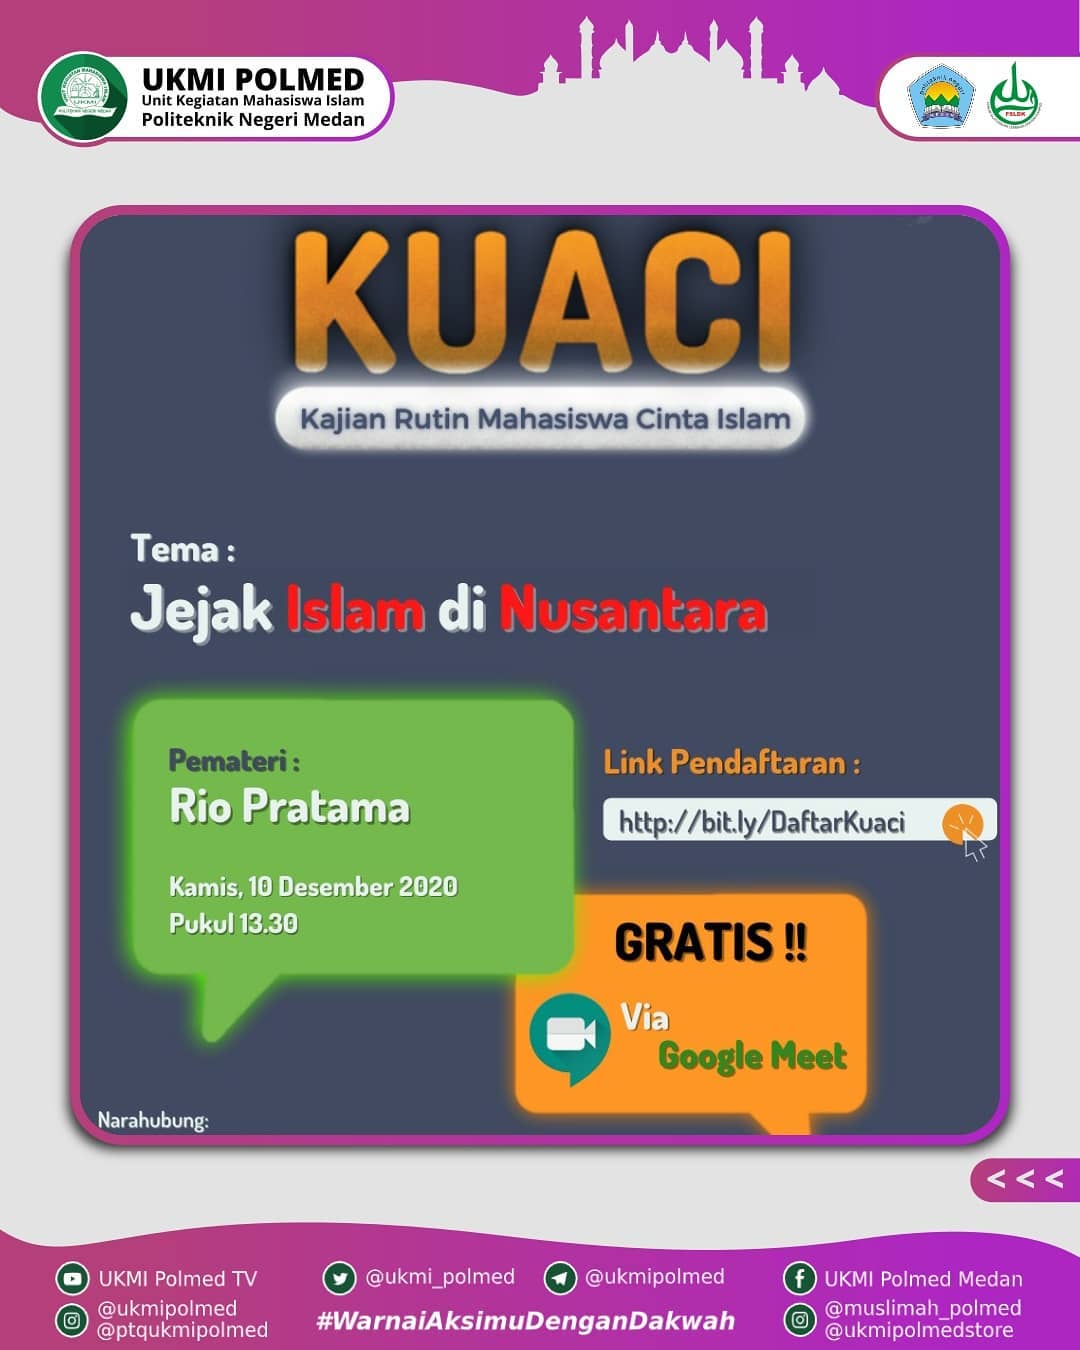 UKMI POLMED
Unit Kegiatan Mahasiswa Islam
Politeknik Negeri Medan
UKMI
FSLDK
KUACI
Kajian Rutin Mahasiswa Cinta Islam
Tema :
Jejak Islam di Nusantara
Pemateri :
Rio Pratama
Kamis, 10 Desember 2020
Pukul 13.30
Link Pendaftaran :
http://bit.ly/DaftarKuaci
GRATIS !!
Via
Google Meet
Narahubung:
< < <
UKMI Polmed TV
@ukmi_polmed
@ukmipolmed
UKMI Polmed Medan
@ukmipolmed
@ptqukmipolmed
#WarnaiAksimuDenganDakwah
@muslimah_polmed
@ukmipolmedstore